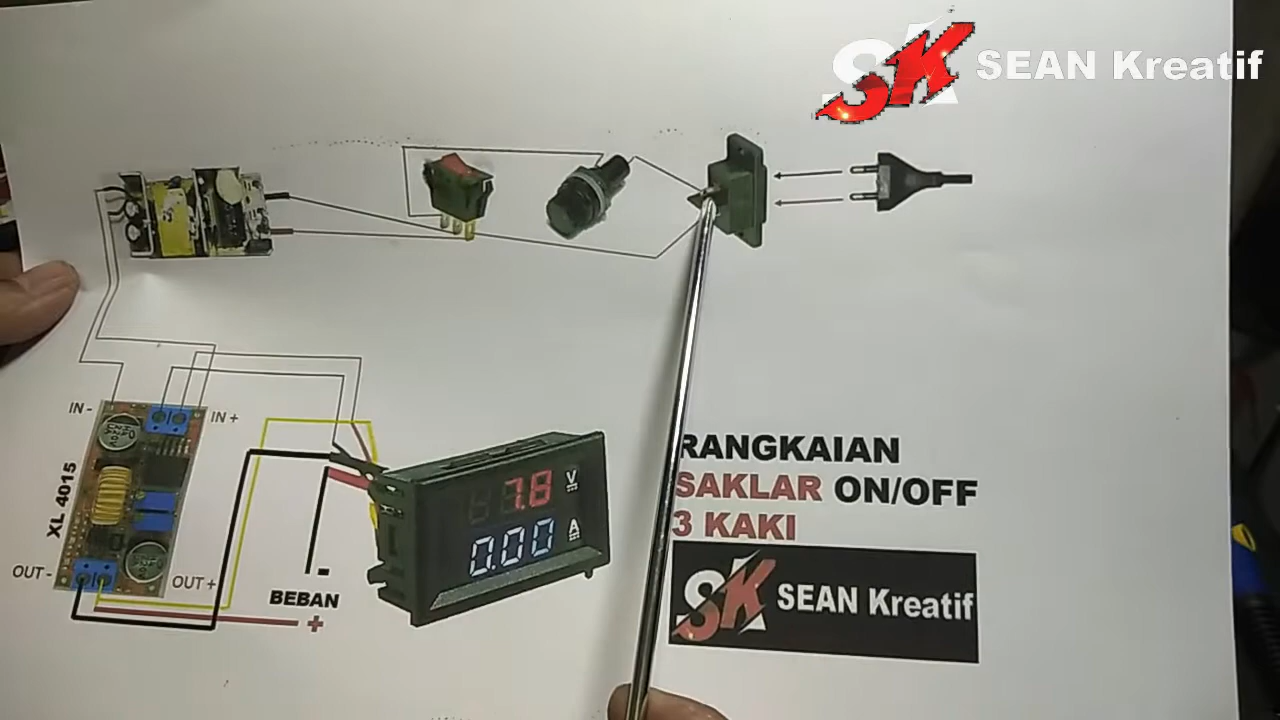 SK SEAN Kreatif
IN -
IN +
XL 4015
OUT -
OUT +
BEBAN
-
+
7.8 V
0.00 A
RANGKAIAN
SAKLAR ON/OFF
3 KAKI
SK SEAN Kreatif